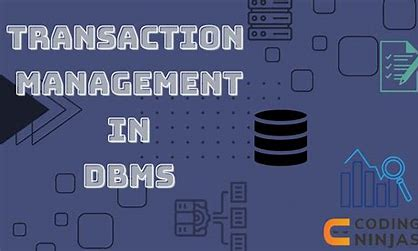 TRANSACTION
MANAGEMENT
IN
DBMS
CODING
NINJAS